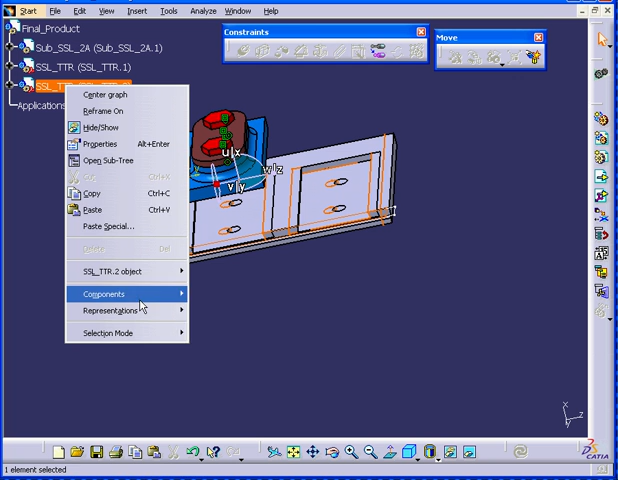 Start File Edit View Insert Tools Analyze Window Help
Final_Product
Sub_SSL_2A (Sub_SSL_2A.1)
SSL_TTR (SSL_TTR.1)
Applications
Constraints
Move
Center graph
Reframe On
Hide/Show
Properties Alt+Enter
Open Sub-Tree
Cut Ctrl+X
Copy Ctrl+C
Paste Ctrl+V
Paste Special...
Delete Del
SSL_TTR.2 object
Components
Representations
Selection Mode
u|x
w|z
v|y
x
z
y
CATIA
1 element selected